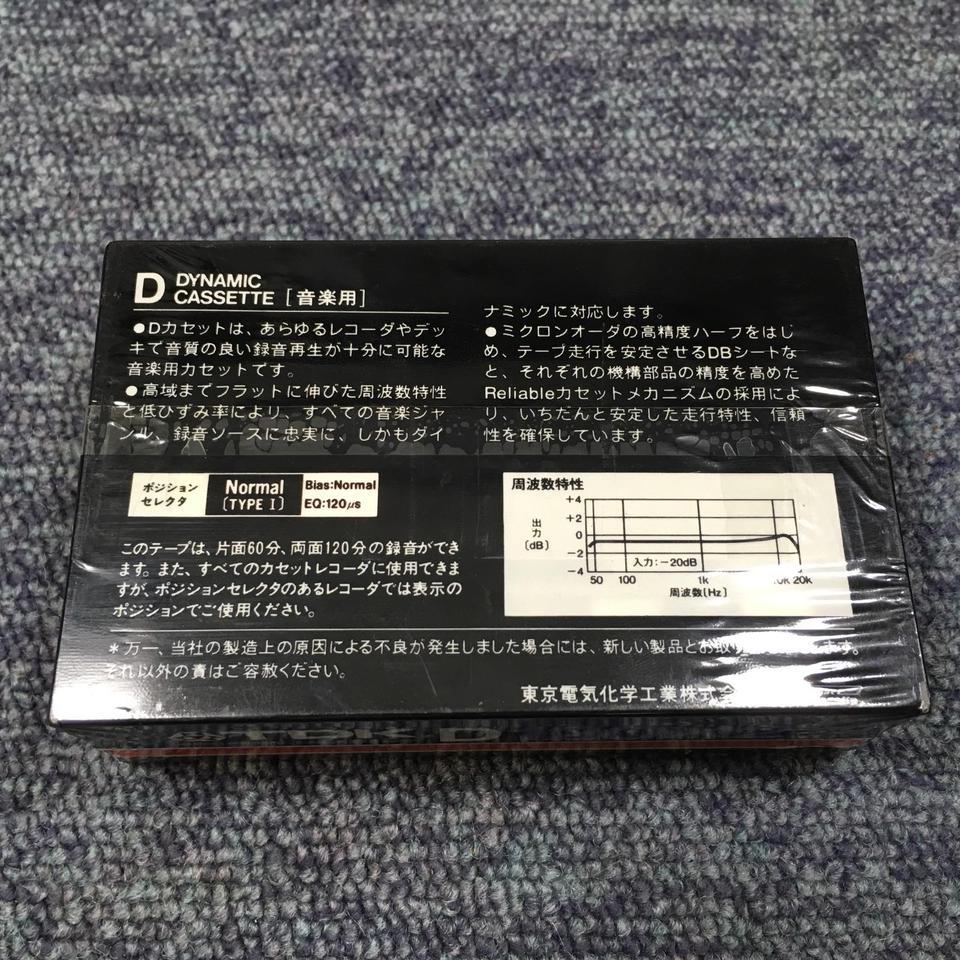 D DYNAMIC
CASSETTE [音楽用]
●Dカセットは、あらゆるレコーダやデッ
キで音質の良い録音再生が十分に可能な
音楽用カセットです。
●高域までフラットに伸びた周波数特性
と低ひずみ率により、すべての音楽ジャ
ンル、録音ソースに忠実に、しかもダイ
ナミックに対応します。
●ミクロンオーダの高精度ハーフをはじ
め、テープ走行を安定させるDBシートな
ど、それぞれの機構部品の精度を高めた
Reliableカセットメカニズムの採用によ
り、いちだんと安定した走行特性、信頼
性を確保しています。
ポジション
セレクタ
Normal
[TYPE I]
Bias:Normal
EQ:120μs
このテープは、片面60分、両面120分の録音ができ
ます。また、すべてのカセットレコーダに使用できま
すが、ポジションセレクタのあるレコーダでは表示の
ポジションでご使用ください。
周波数特性
出力
[dB]
+4
+2
0
-2
-4
入力:-20dB
50 100 1k 10k 20k
周波数[Hz]
*万一、当社の製造上の原因による不良が発生しました場合には、新しい製品とお取り ます。
それ以外の責はご容赦ください。
東京電気化学工業株式
TDK D